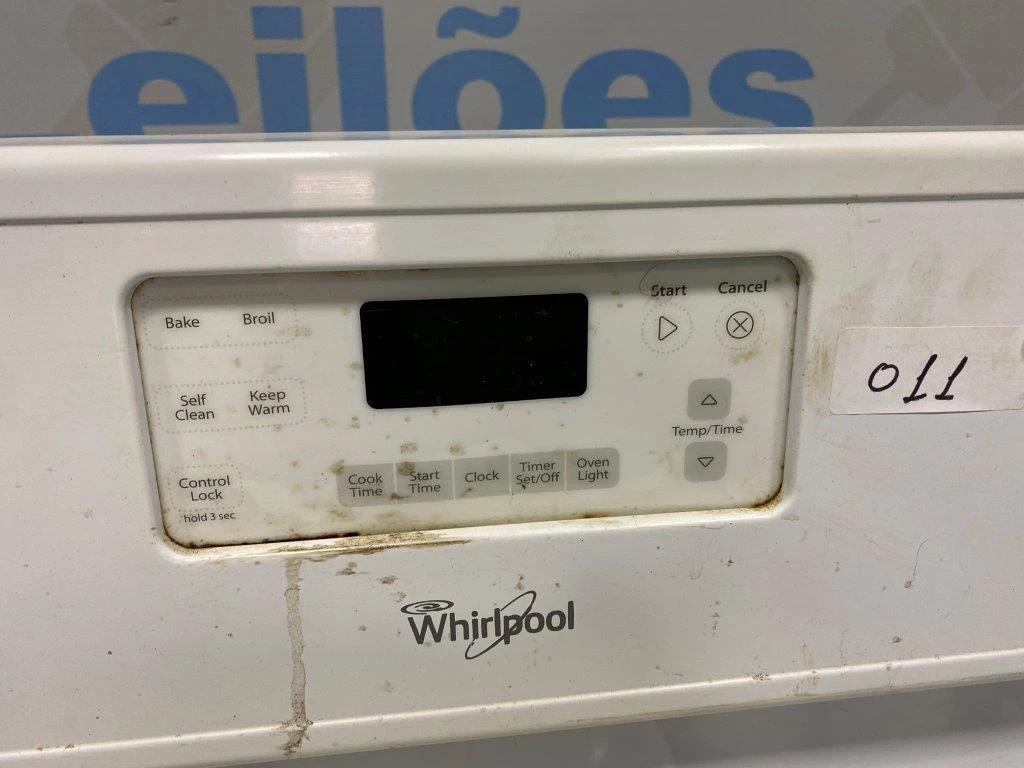 eilões
Start Cancel
Bake Broil
Self
Clean
Keep
Warm
011
Temp/Time
Control
Lock
hold 3 sec
Cook
Time
Start
Time
Clock
Timer
Set/Off
Oven
Light
Whirlpool